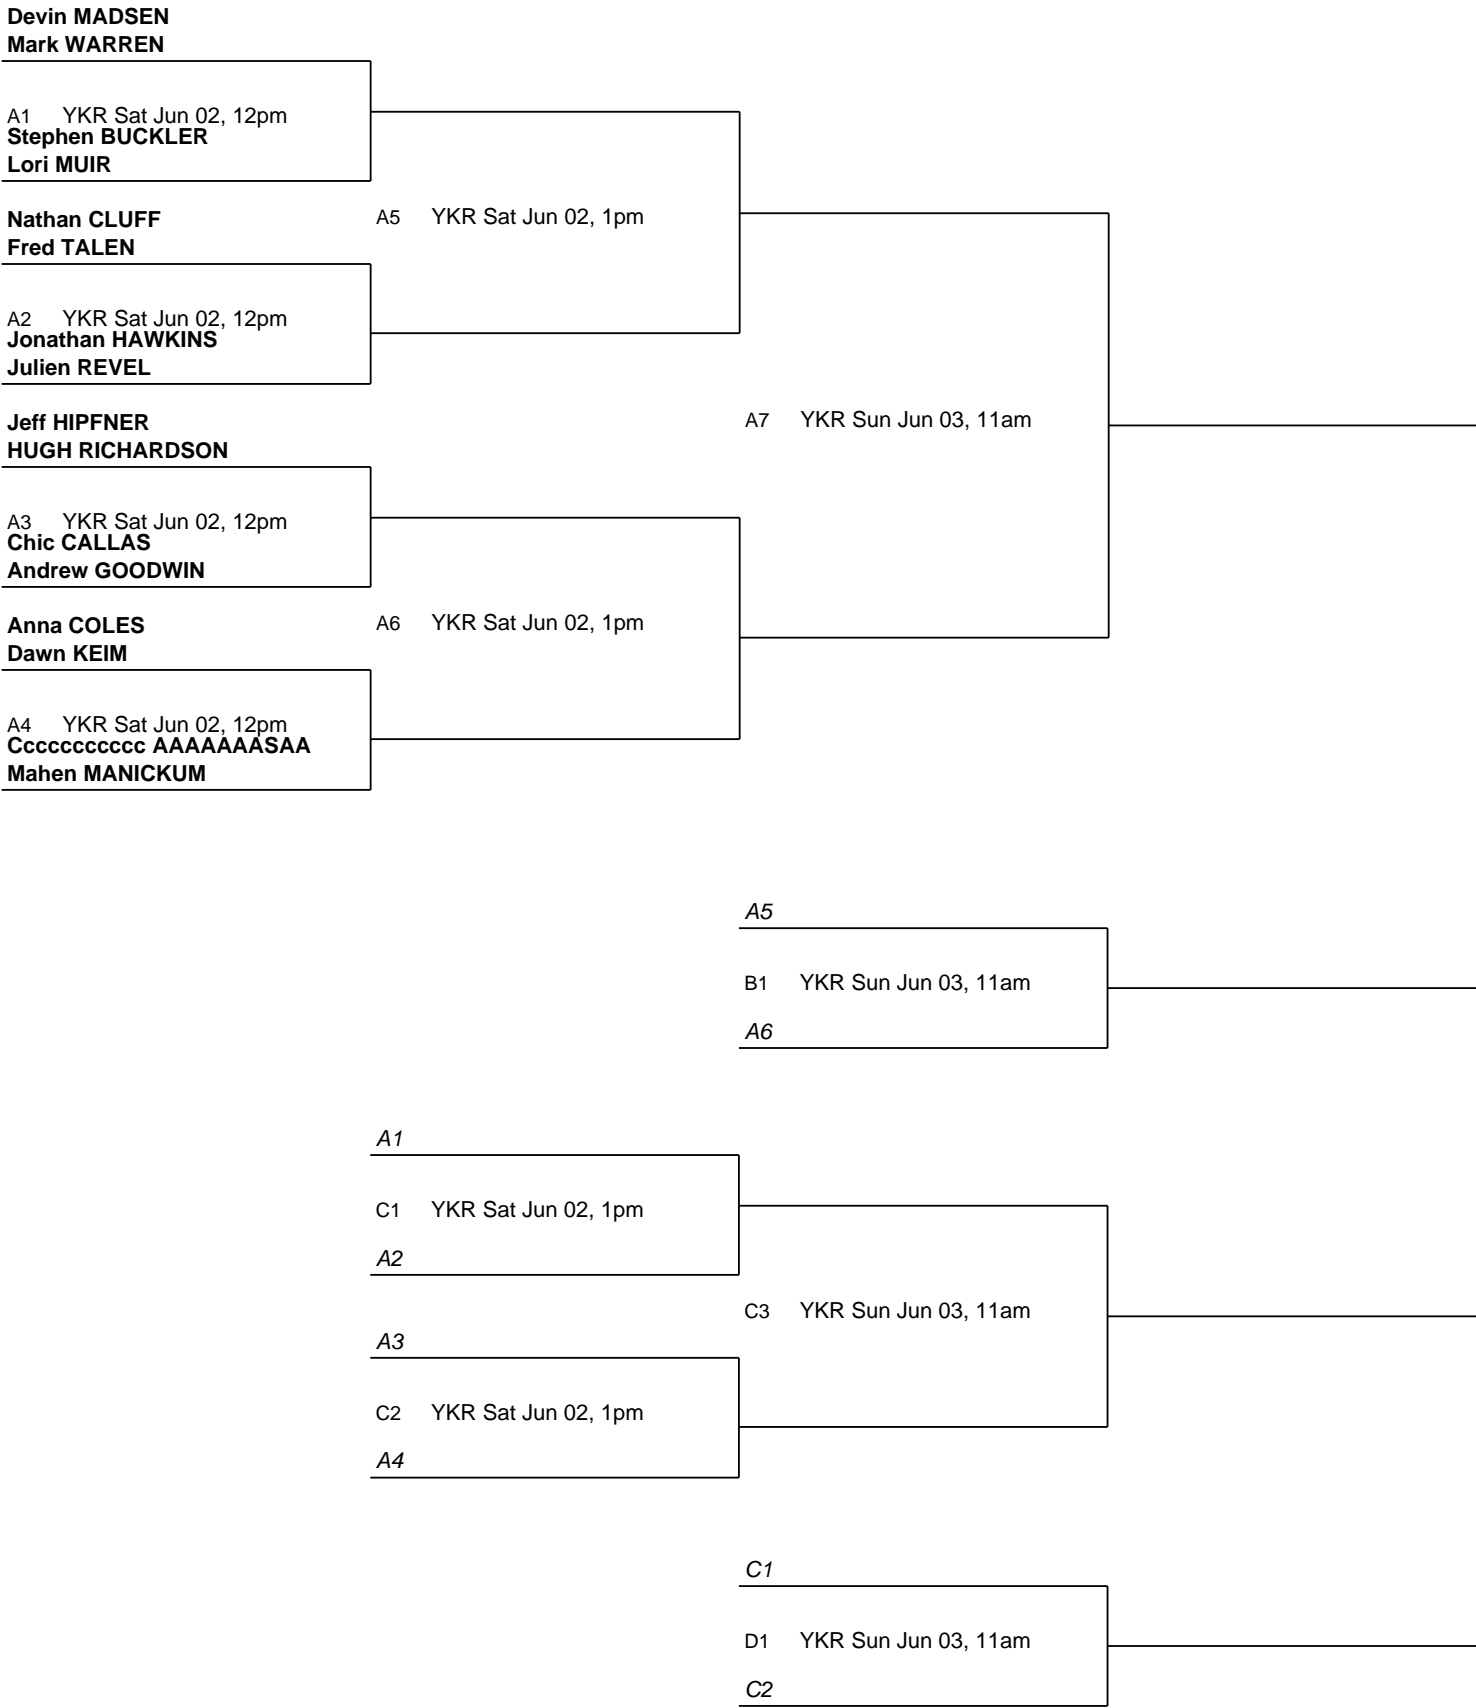 Devin MADSEN
Mark WARREN
A1 YKR Sat Jun 02, 12pm
Stephen BUCKLER
Lori MUIR
Nathan CLUFF
Fred TALEN
A5 YKR Sat Jun 02, 1pm
A2 YKR Sat Jun 02, 12pm
Jonathan HAWKINS
Julien REVEL
Jeff HIPFNER
HUGH RICHARDSON
A7 YKR Sun Jun 03, 11am
A3 YKR Sat Jun 02, 12pm
Chic CALLAS
Andrew GOODWIN
Anna COLES
Dawn KEIM
A6 YKR Sat Jun 02, 1pm
A4 YKR Sat Jun 02, 12pm
Ccccccccccc AAAAAAASAA
Mahen MANICKUM
A5
B1 YKR Sun Jun 03, 11am
A6
A1
C1 YKR Sat Jun 02, 1pm
A2
C3 YKR Sun Jun 03, 11am
A3
C2 YKR Sat Jun 02, 1pm
A4
C1
D1 YKR Sun Jun 03, 11am
C2